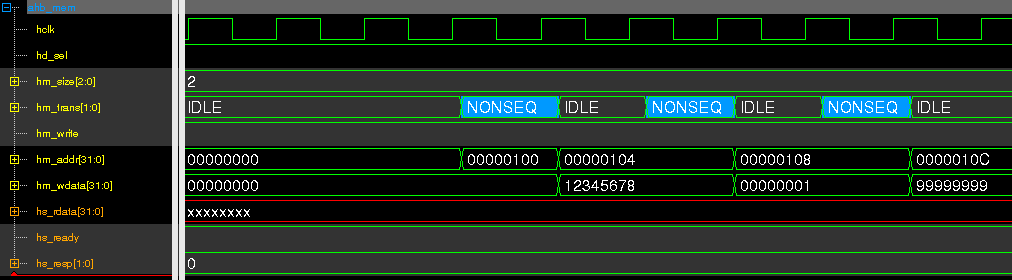 ahb_mem
hclk
hd_sel
hm_size[2:0] 2
hm_trans[1:0] IDLE NONSEQ IDLE NONSEQ IDLE NONSEQ IDLE
hm_write
hm_addr[31:0] 00000000 00000100 00000104 00000108 0000010C
hm_wdata[31:0] 00000000 12345678 00000001 99999999
hs_rdata[31:0] xxxxxxxx
hs_ready
hs_resp[1:0] 0